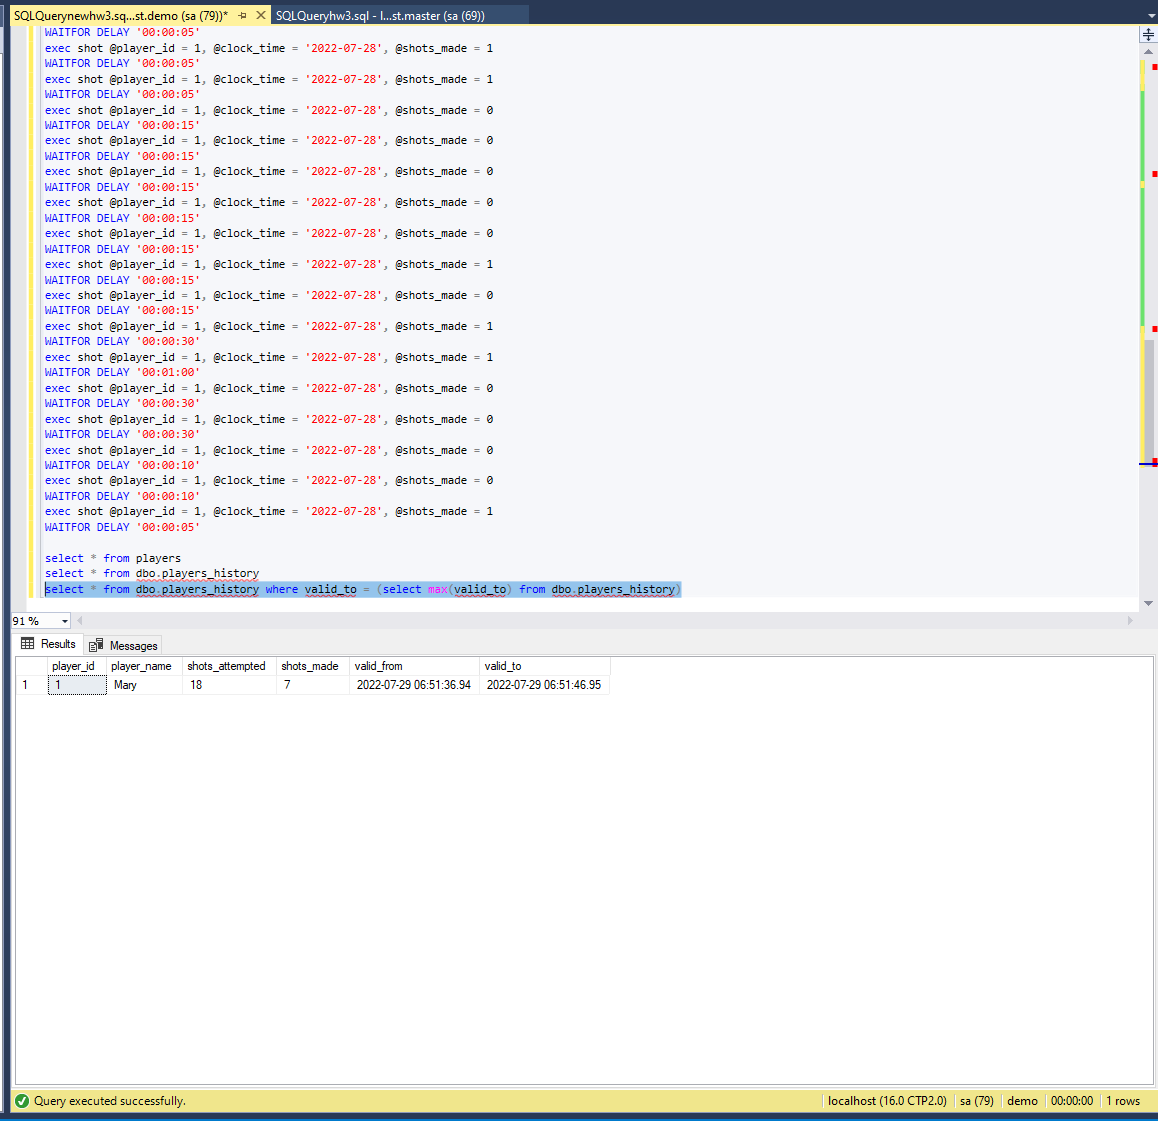 SQLQuerynewhw3.sq...st.demo (sa (79))* SQLQueryhw3.sql - l...st.master (sa (69))
WAITFOR DELAY '00:00:05'
exec shot @player_id = 1, @clock_time = '2022-07-28', @shots_made = 1
WAITFOR DELAY '00:00:05'
exec shot @player_id = 1, @clock_time = '2022-07-28', @shots_made = 1
WAITFOR DELAY '00:00:05'
exec shot @player_id = 1, @clock_time = '2022-07-28', @shots_made = 0
WAITFOR DELAY '00:00:15'
exec shot @player_id = 1, @clock_time = '2022-07-28', @shots_made = 0
WAITFOR DELAY '00:00:15'
exec shot @player_id = 1, @clock_time = '2022-07-28', @shots_made = 0
WAITFOR DELAY '00:00:15'
exec shot @player_id = 1, @clock_time = '2022-07-28', @shots_made = 0
WAITFOR DELAY '00:00:15'
exec shot @player_id = 1, @clock_time = '2022-07-28', @shots_made = 0
WAITFOR DELAY '00:00:15'
exec shot @player_id = 1, @clock_time = '2022-07-28', @shots_made = 1
WAITFOR DELAY '00:00:15'
exec shot @player_id = 1, @clock_time = '2022-07-28', @shots_made = 0
WAITFOR DELAY '00:00:15'
exec shot @player_id = 1, @clock_time = '2022-07-28', @shots_made = 1
WAITFOR DELAY '00:00:30'
exec shot @player_id = 1, @clock_time = '2022-07-28', @shots_made = 1
WAITFOR DELAY '00:01:00'
exec shot @player_id = 1, @clock_time = '2022-07-28', @shots_made = 0
WAITFOR DELAY '00:00:30'
exec shot @player_id = 1, @clock_time = '2022-07-28', @shots_made = 0
WAITFOR DELAY '00:00:30'
exec shot @player_id = 1, @clock_time = '2022-07-28', @shots_made = 0
WAITFOR DELAY '00:00:10'
exec shot @player_id = 1, @clock_time = '2022-07-28', @shots_made = 0
WAITFOR DELAY '00:00:10'
exec shot @player_id = 1, @clock_time = '2022-07-28', @shots_made = 1
WAITFOR DELAY '00:00:05'
select * from players
select * from dbo.players_history
select * from dbo.players_history where valid_to = (select max(valid_to) from dbo.players_history)
91 %
Results Messages
player_id player_name shots_attempted shots_made valid_from valid_to
1 1 Mary 18 7 2022-07-29 06:51:36.94 2022-07-29 06:51:46.95
Query executed successfully. localhost (16.0 CTP2.0) sa (79) demo 00:00:00 1 rows